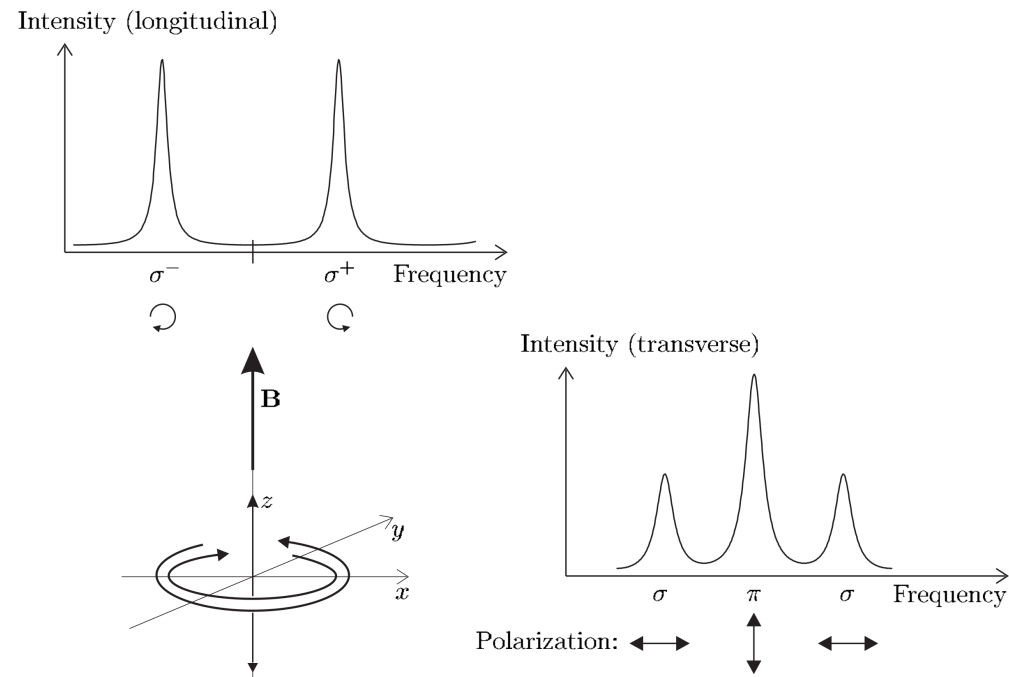 Intensity (longitudinal)
σ⁻ σ⁺ Frequency
B
z
y
x
Intensity (transverse)
σ π σ Frequency
Polarization: